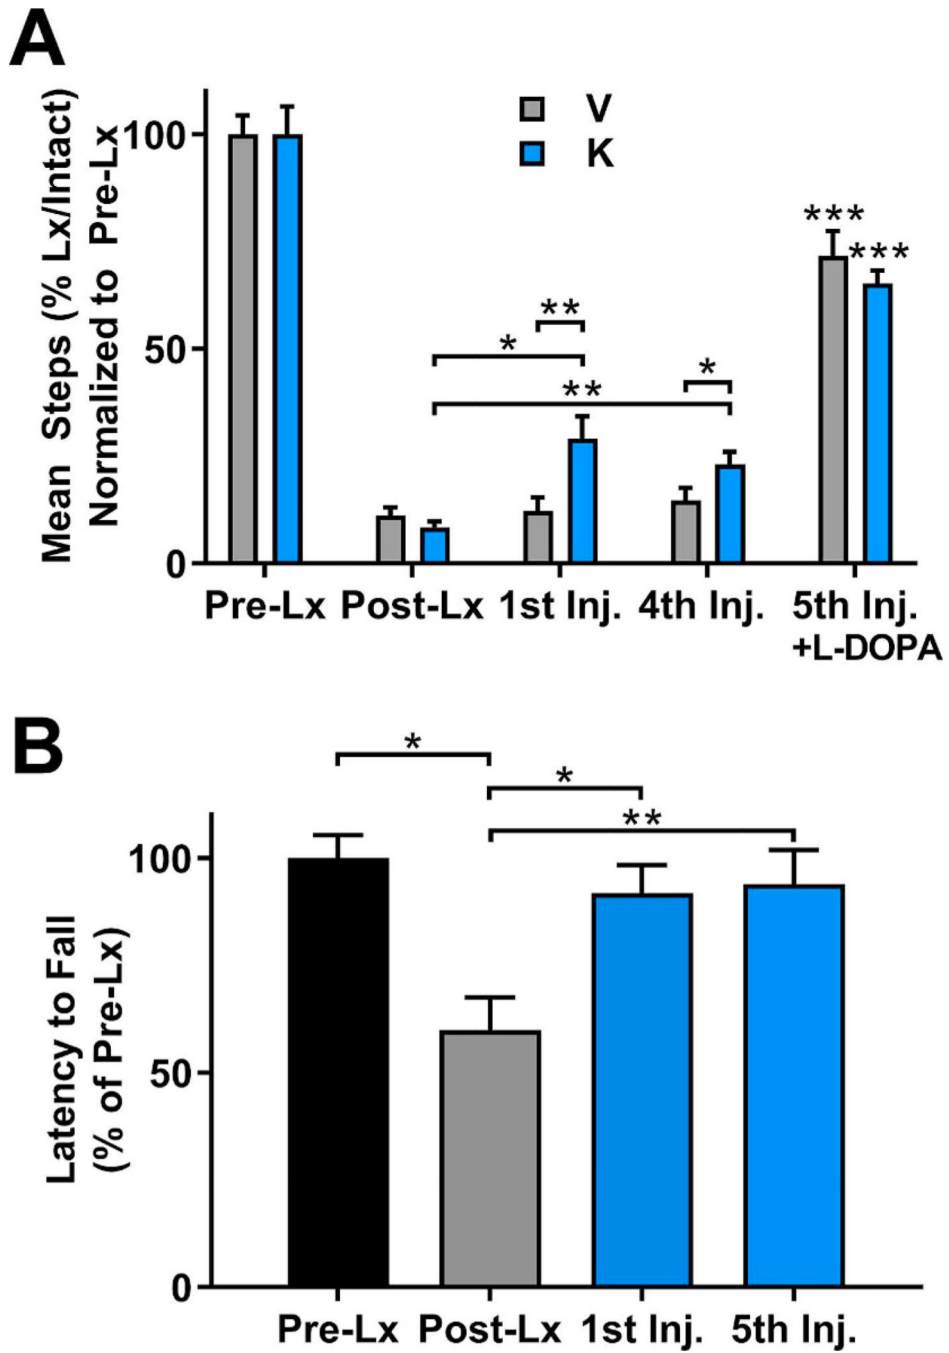 A
Mean Steps (% Lx/Intact)
Normalized to Pre-Lx
100
50
0
V
K
***
***
**
*
*
**
Pre-Lx Post-Lx 1st Inj. 4th Inj. 5th Inj.
+L-DOPA
B
*
*
**
Latency to Fall
(% of Pre-Lx)
100
50
0
Pre-Lx Post-Lx 1st Inj. 5th Inj.